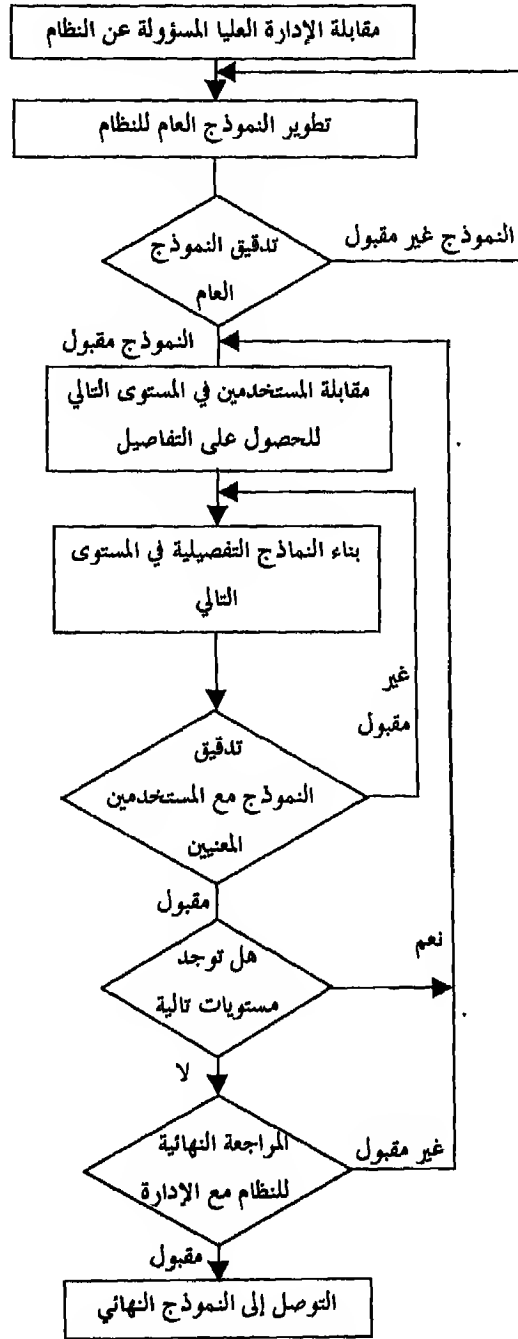 مقابلة الإدارة العليا المسؤولة عن النظام
تطوير النموذج العام للنظام
تدقيق النموذج
العام
النموذج غير مقبول
النموذج مقبول
مقابلة المستخدمين في المستوى التالي
للحصول على التفاصيل
بناء النماذج التفصيلية في المستوى
التالي
غير
مقبول
تدقيق
النموذج مع المستخدمين
المعنيين
مقبول
هل توجد
مستويات تالية
نعم
لا
المراجعة النهائية
للنظام مع الإدارة
غير مقبول
مقبول
التوصل إلى النموذج النهائي